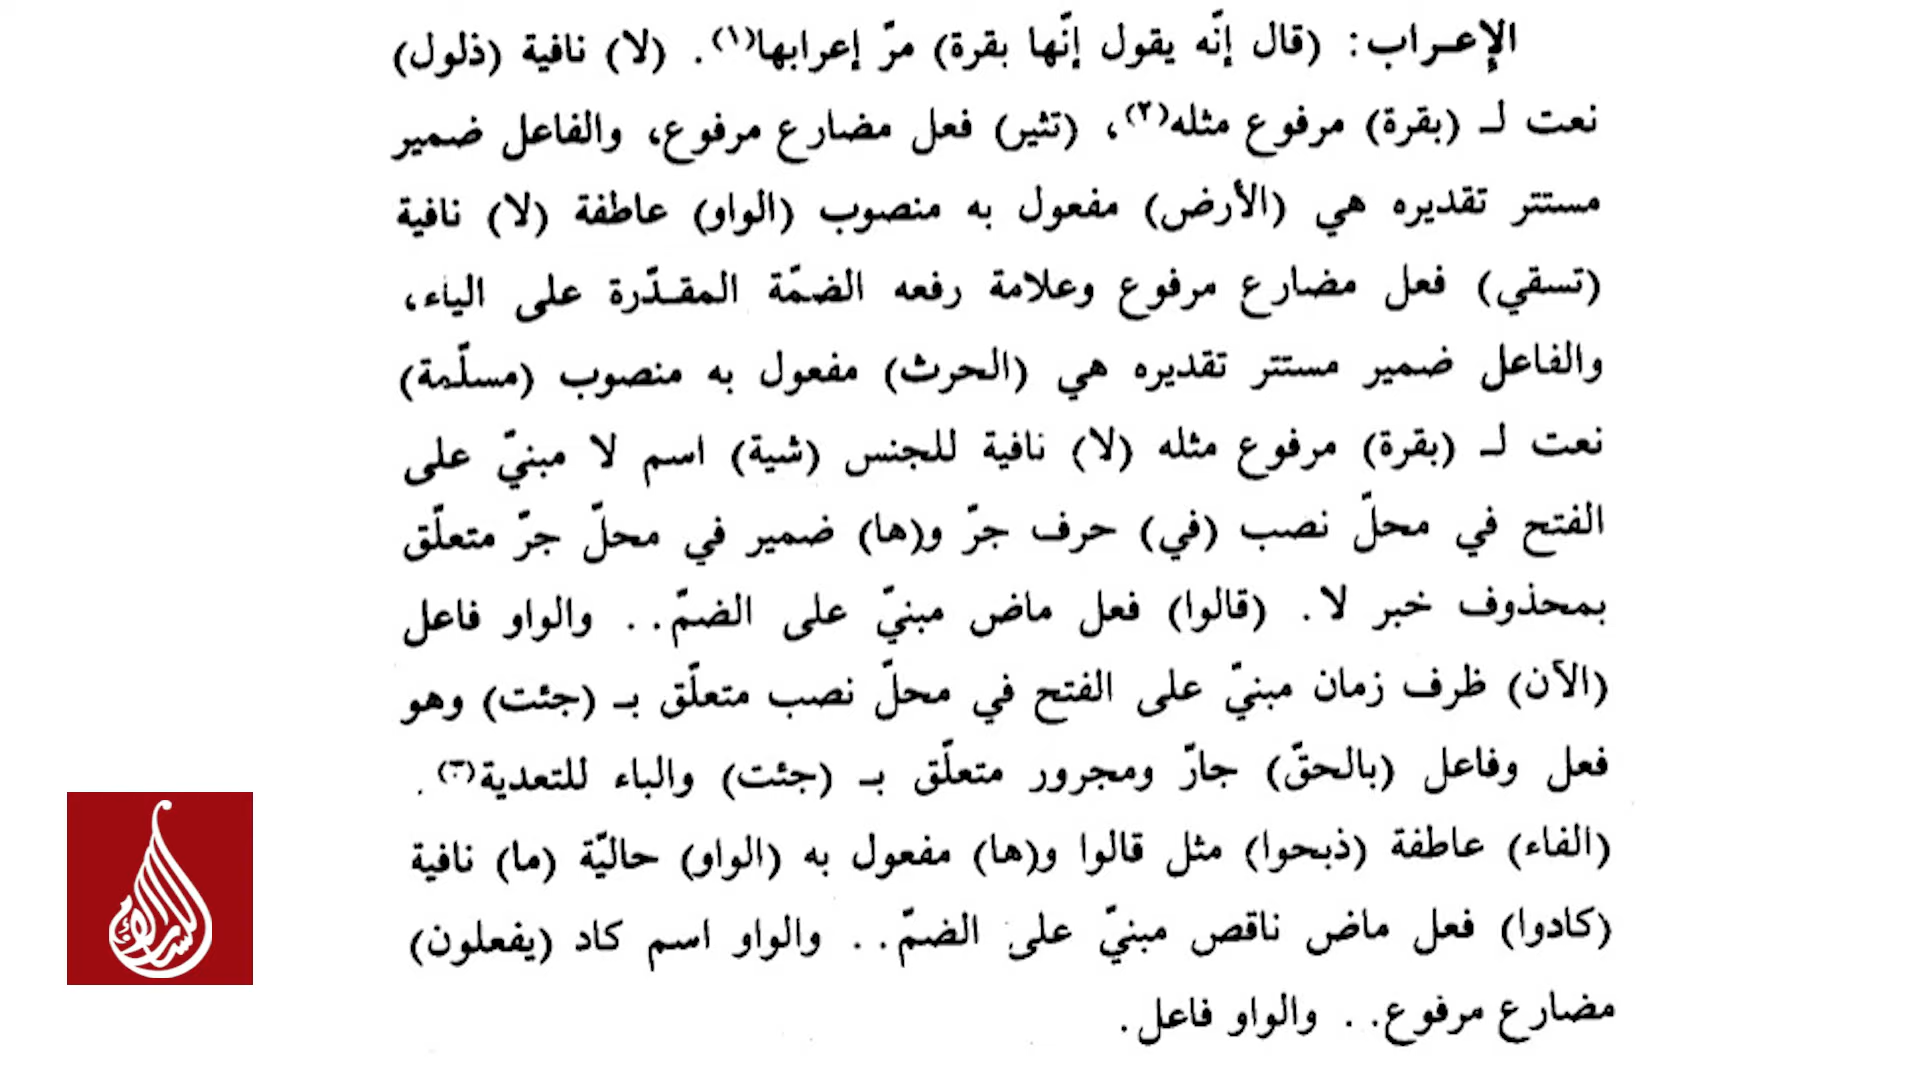 الإعـراب: (قال إنّه يقول إنّها بقرة) مرّ إعرابها(١). (لا) نافية (ذلول)
نعت لـ (بقرة) مرفوع مثله(٢)، (تثير) فعل مضارع مرفوع، والفاعل ضمير
مستتر تقديره هي (الأرض) مفعول به منصوب (الواو) عاطفة (لا) نافية
(تسقي) فعل مضارع مرفوع وعلامة رفعه الضمّة المقـدّرة على الياء،
والفاعل ضمير مستتر تقديره هي (الحرث) مفعول به منصوب (مسلّمة)
نعت لـ (بقرة) مرفوع مثله (لا) نافية للجنس (شية) اسم لا مبنيّ على
الفتح في محلّ نصب (في) حرف جرّ و(ها) ضمير في محلّ جرّ متعلّق
بمحذوف خبر لا. (قالوا) فعل ماض مبنيّ على الضمّ.. والواو فاعل
(الآن) ظرف زمان مبنيّ على الفتح في محلّ نصب متعلّق بـ (جئت) وهو
فعل وفاعل (بالحقّ) جارّ ومجرور متعلّق بـ (جئت) والباء للتعدية(٣).
(الفاء) عاطفة (ذبحوا) مثل قالوا و(ها) مفعول به (الواو) حاليّة (ما) نافية
(كادوا) فعل ماض ناقص مبنيّ على الضمّ.. والواو اسم كاد (يفعلون)
مضارع مرفوع.. والواو فاعل.